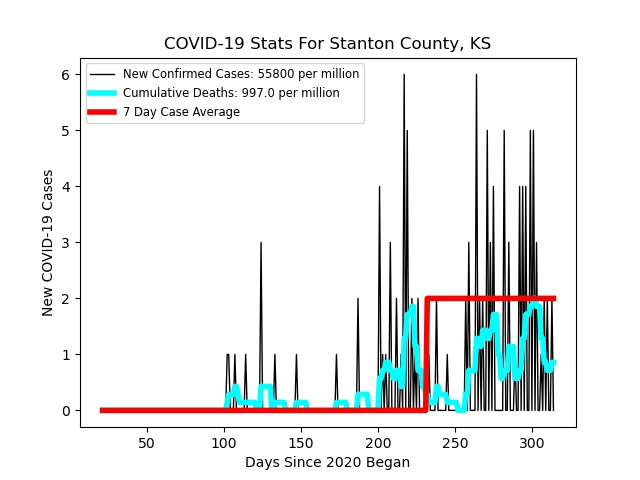 COVID-19 Stats For Stanton County, KS
New Confirmed Cases: 55800 per million
Cumulative Deaths: 997.0 per million
7 Day Case Average
New COVID-19 Cases
6
5
4
3
2
1
0
50 100 150 200 250 300
Days Since 2020 Began